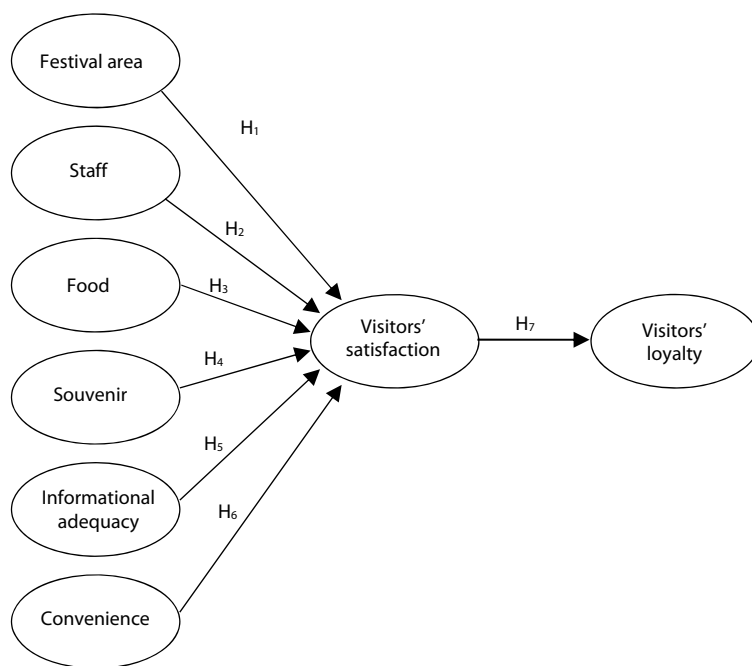 Festival area
H₁
Staff
H₂
Food
H₃
Souvenir
H₄
Informational
adequacy
H₅
Convenience
H₆
Visitors'
satisfaction
H₇
Visitors'
loyalty